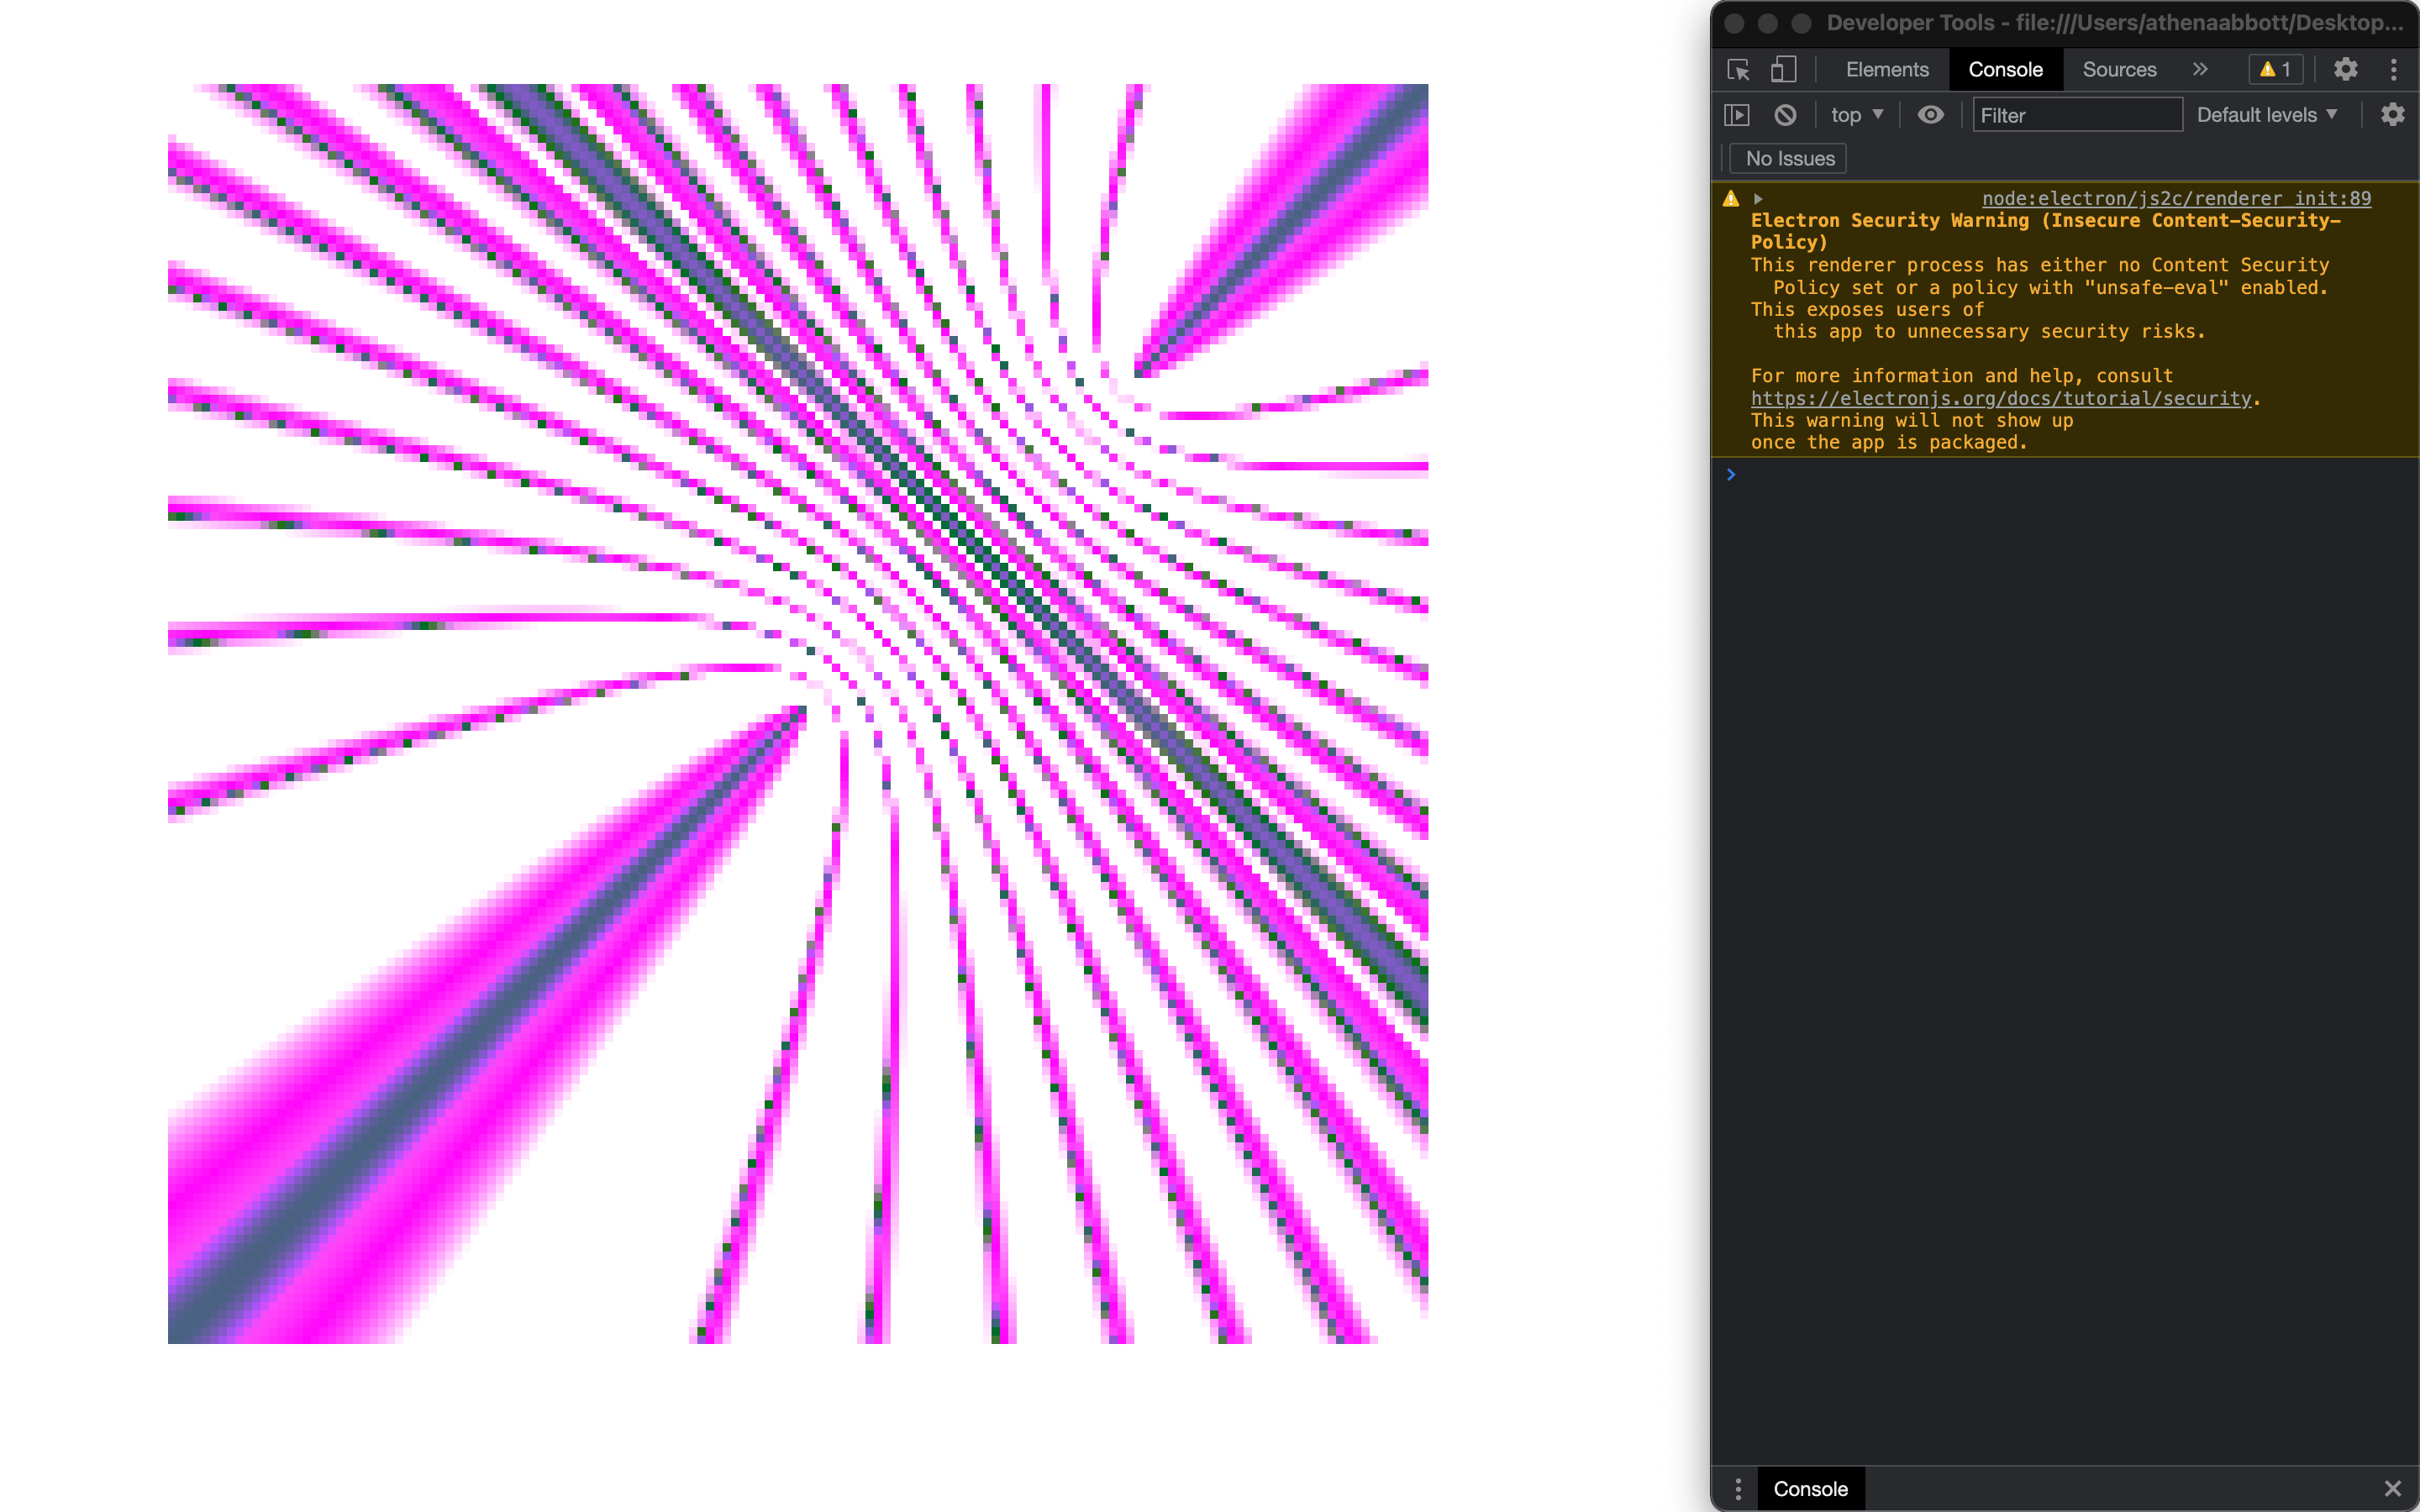 Developer Tools - file:///Users/athenaabbott/Desktop...
Elements Console Sources » 1
top ▼ Filter Default levels ▼
No Issues
node:electron/js2c/renderer_init:89
Electron Security Warning (Insecure Content-Security-
Policy)
This renderer process has either no Content Security
Policy set or a policy with "unsafe-eval" enabled.
This exposes users of
this app to unnecessary security risks.
For more information and help, consult
https://electronjs.org/docs/tutorial/security.
This warning will not show up
once the app is packaged.
Console